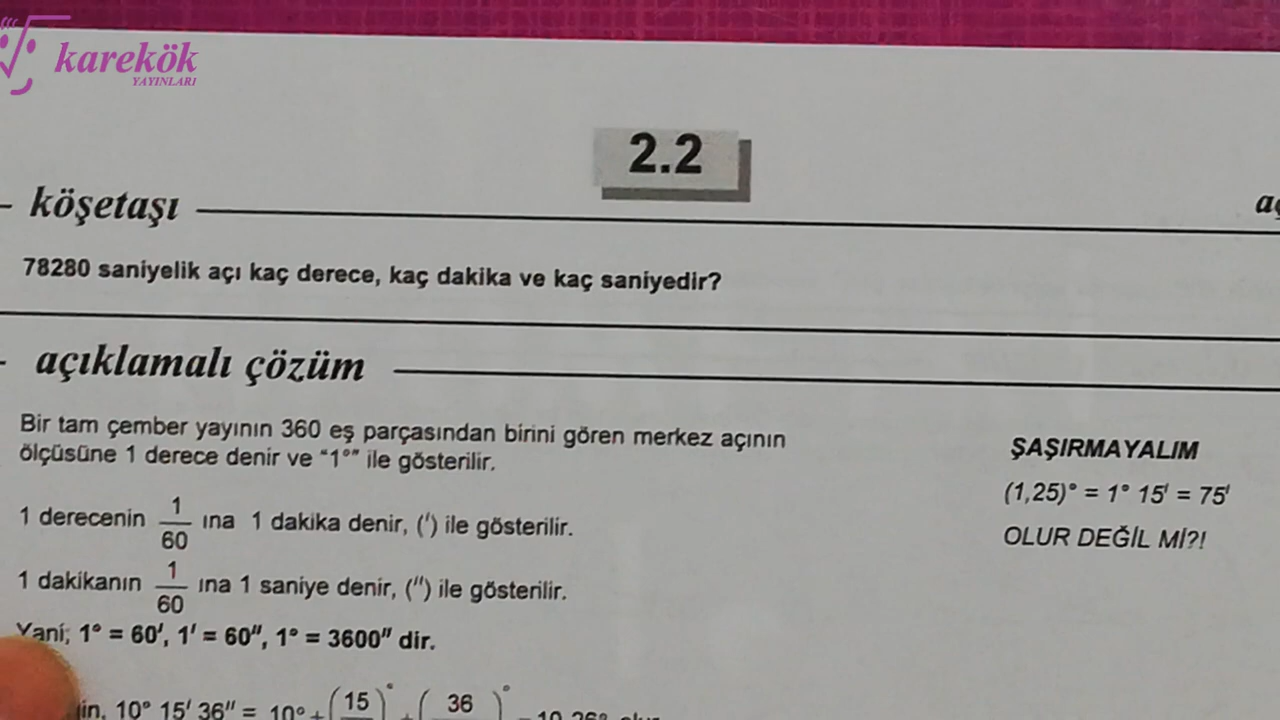 karekök
YAYINLARI
2.2
köşetaşı
78280 saniyelik açı kaç derece, kaç dakika ve kaç saniyedir?
açıklamalı çözüm
Bir tam çember yayının 360 eş parçasından birini gören merkez açının
ölçüsüne 1 derece denir ve “1°” ile gösterilir.
1 derecenin 1/60 ına 1 dakika denir, (′) ile gösterilir.
1 dakikanın 1/60 ına 1 saniye denir, (″) ile gösterilir.
Yani; 1° = 60′, 1′ = 60″, 1° = 3600″ dir.
10° 15′ 36″ = 10° + (15)° + (36)°
ŞAŞIRMAYALIM
(1,25)° = 1° 15′ = 75′
OLUR DEĞİL Mİ?!